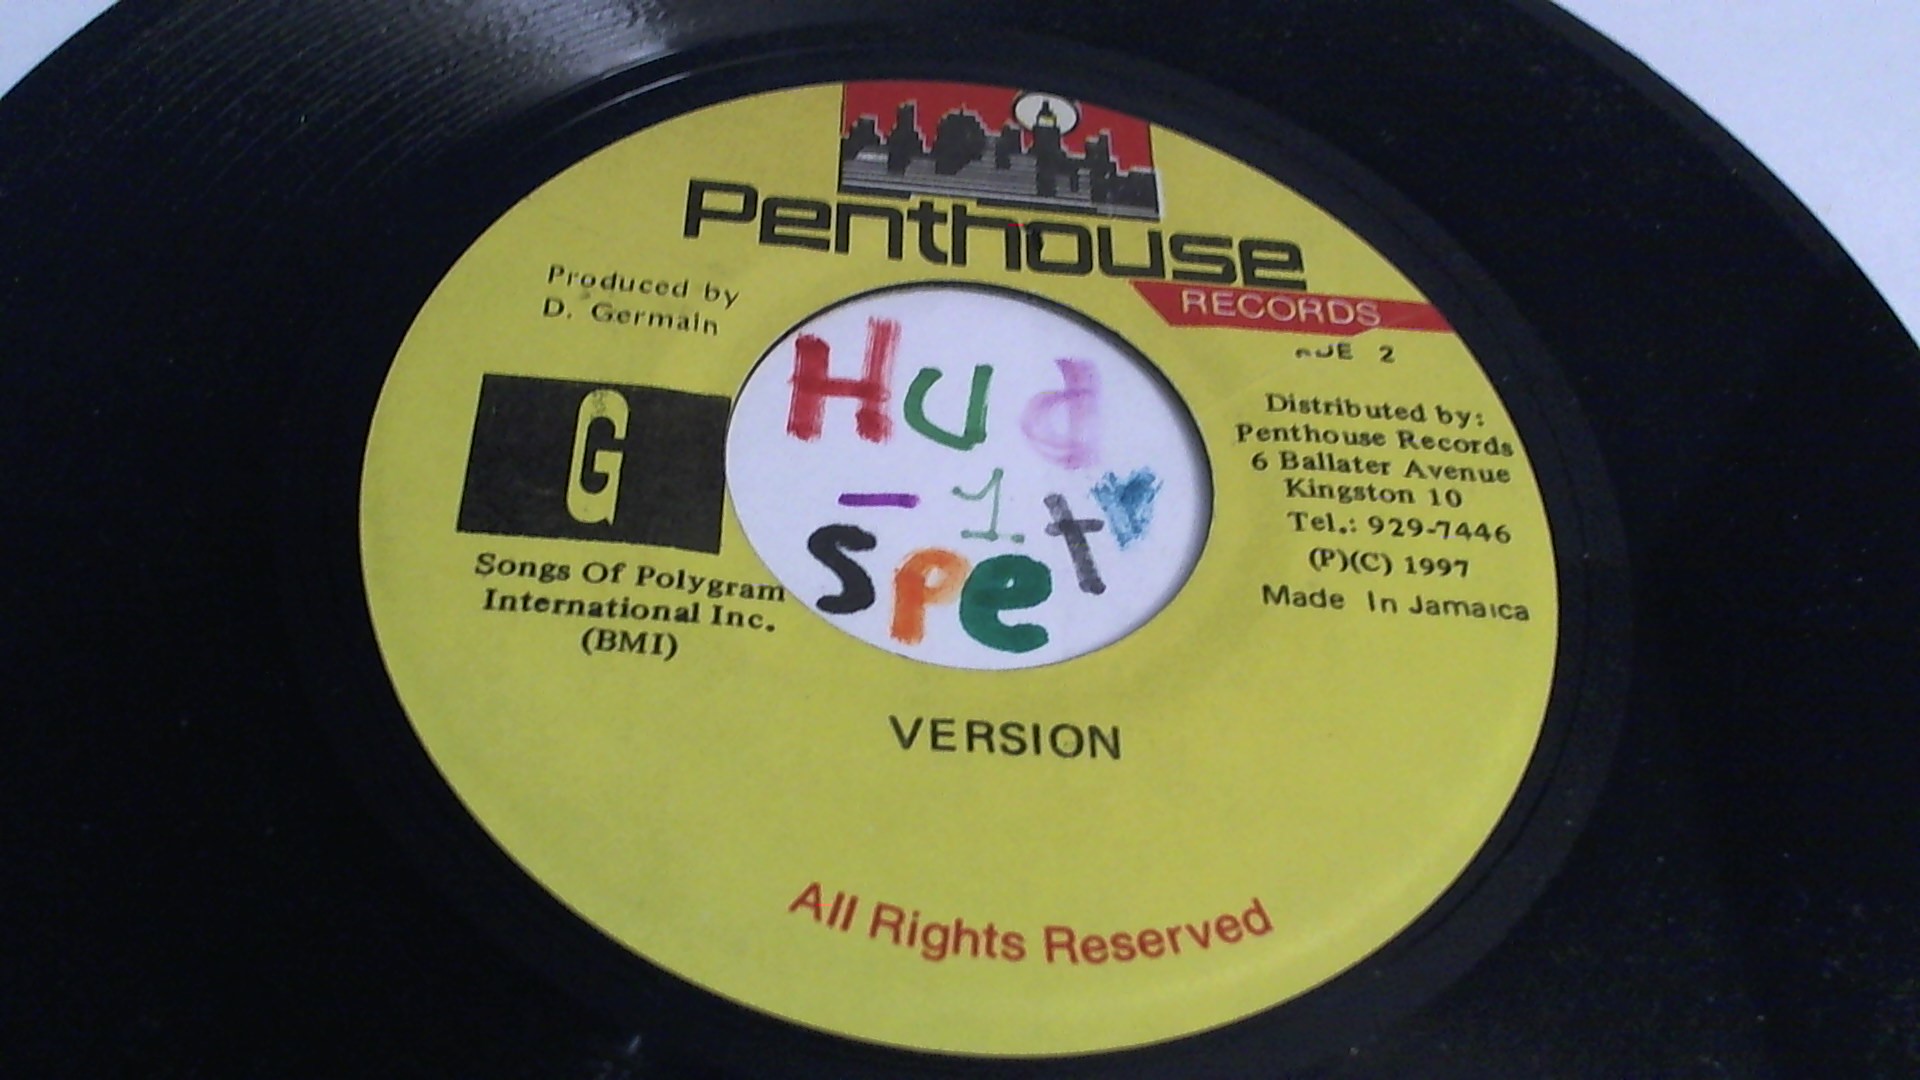 Penthouse
RECORDS
Produced by
D. Germain
G
Songs Of Polygram
International Inc.
(BMI)
Hud
- 1.
spet
2
Distributed by:
Penthouse Records
6 Ballater Avenue
Kingston 10
Tel.: 929-7446
(P)(C) 1997
Made In Jamaica
VERSION
All Rights Reserved